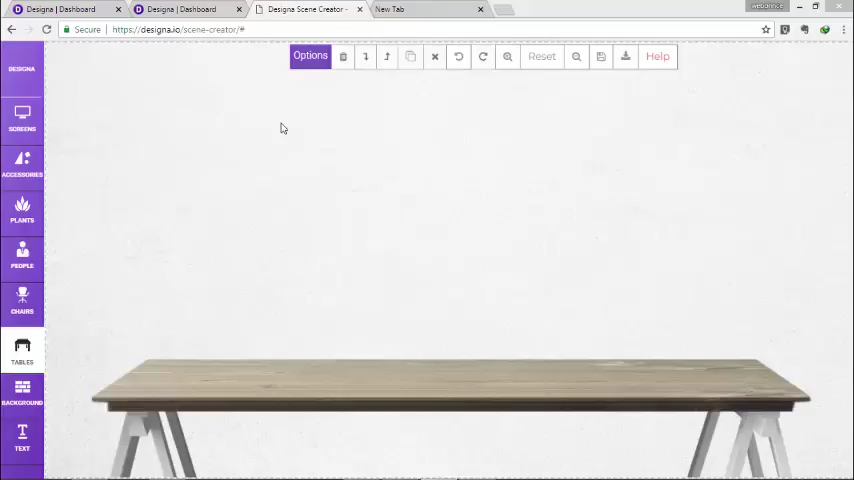 Designa | Dashboard
Designa | Dashboard
Designa Scene Creator -
New Tab
webonnce
Secure
https://designa.io/scene-creator/#
DESIGNA
Options
Reset
Help
SCREENS
ACCESSORIES
PLANTS
PEOPLE
CHAIRS
TABLES
BACKGROUND
TEXT